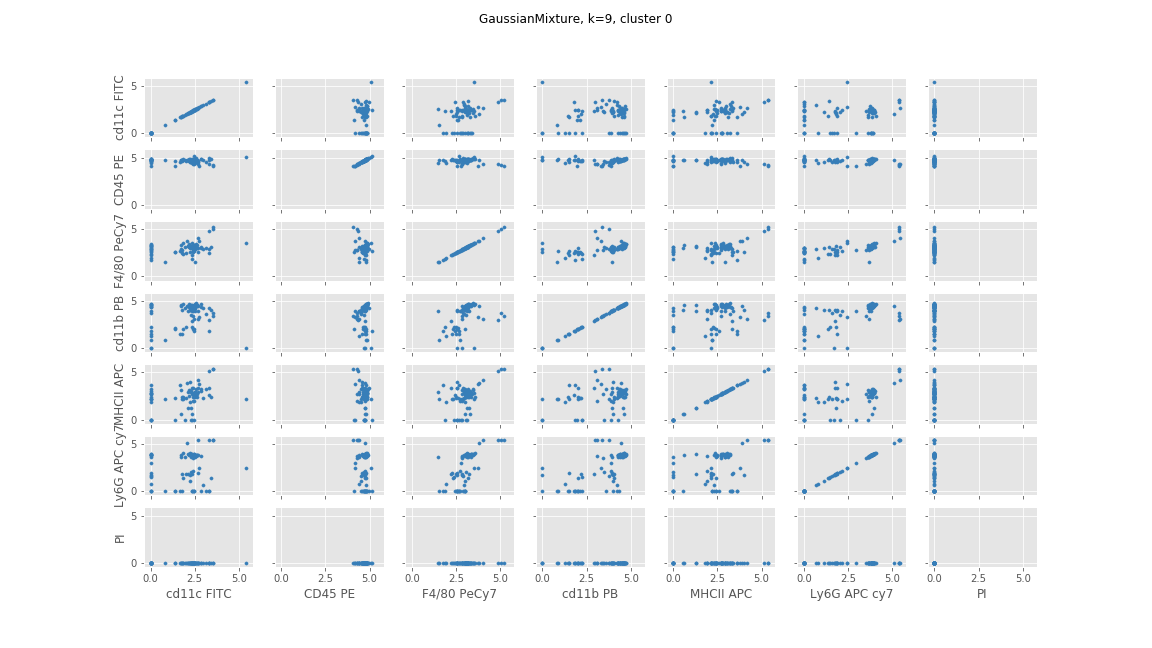 GaussianMixture, k=9, cluster 0
cd11c FITC
5
0
CD45 PE
5
0
F4/80 PeCy7
5
0
cd11b PB
5
0
MHCII APC
5
0
Ly6G APC cy7
5
0
PI
5
0
0.0 2.5 5.0 0.0 2.5 5.0 0.0 2.5 5.0 0.0 2.5 5.0 0.0 2.5 5.0 0.0 2.5 5.0 0.0 2.5 5.0
cd11c FITC CD45 PE F4/80 PeCy7 cd11b PB MHCII APC Ly6G APC cy7 PI